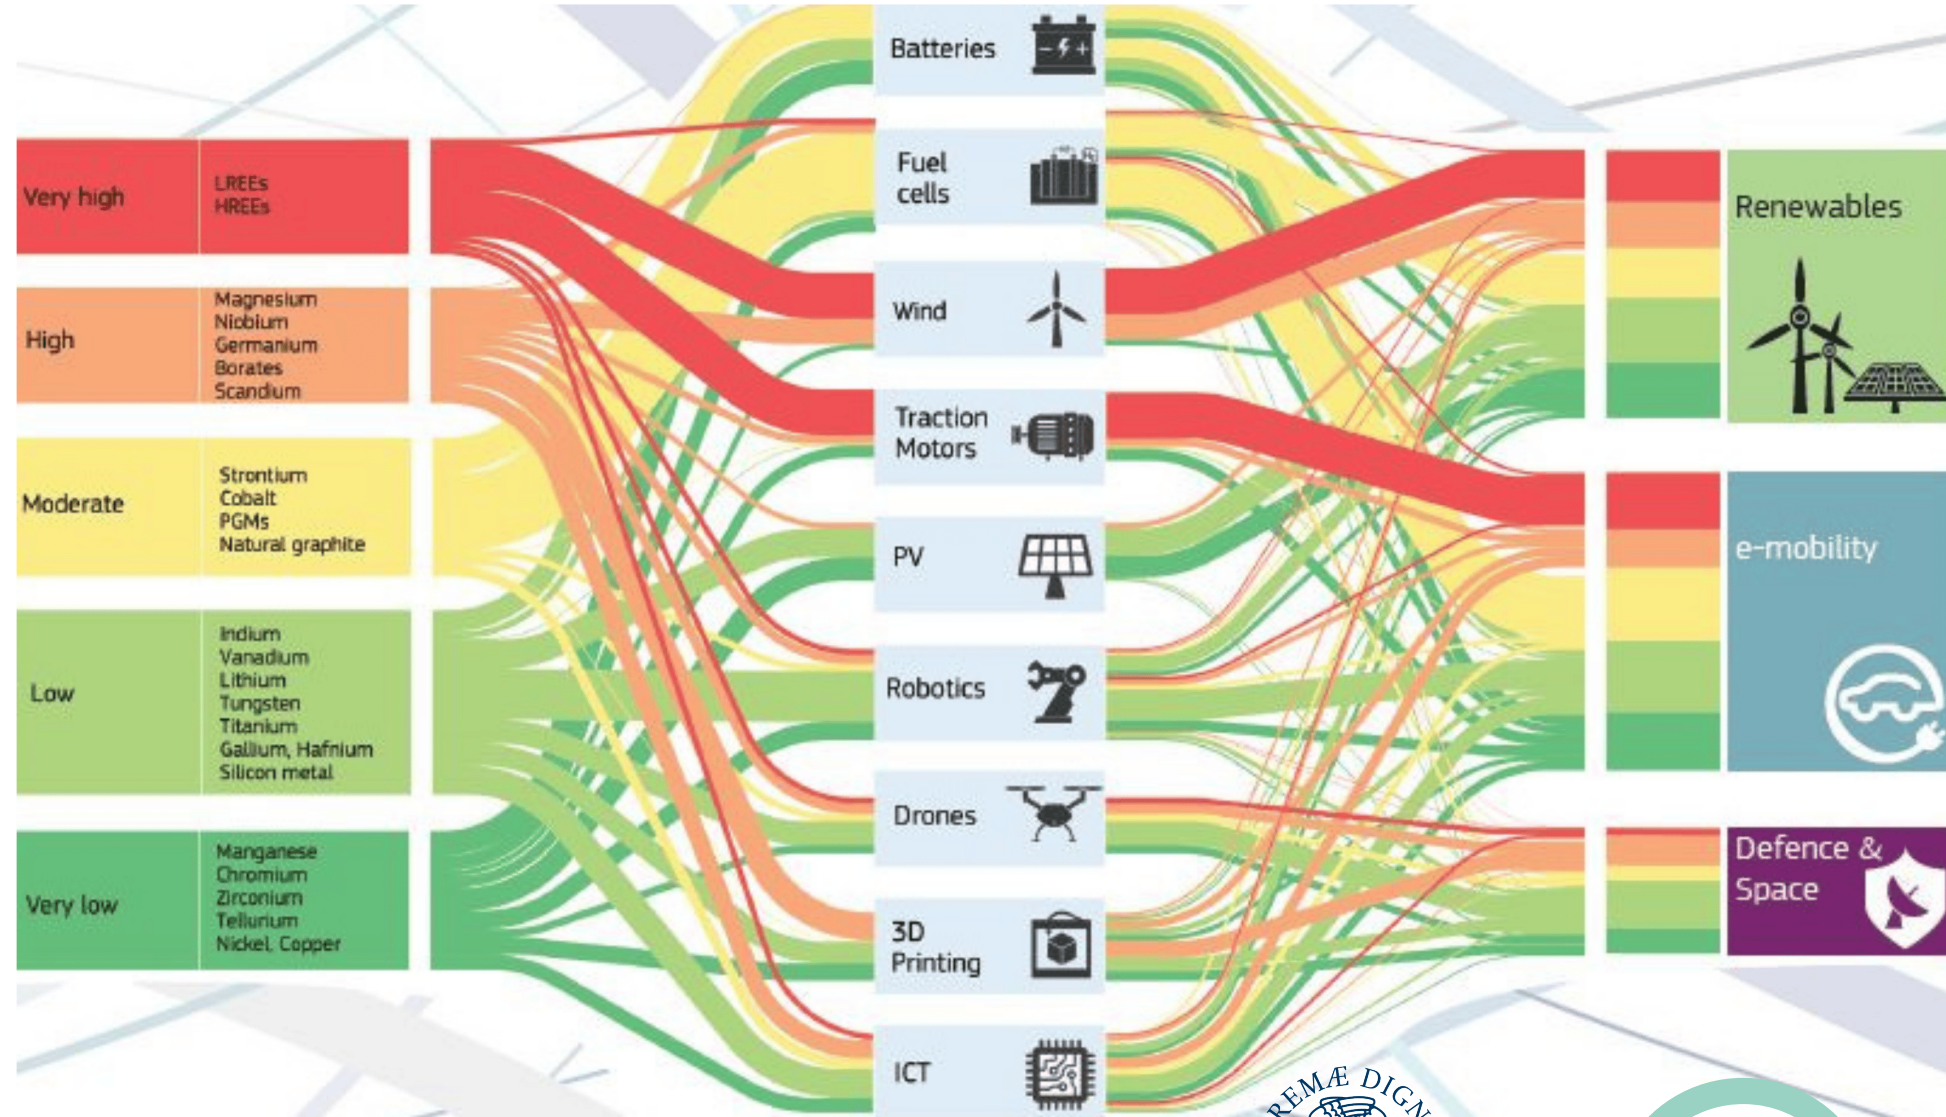 Very high
LREEs
HREEs
High
Magnesium
Niobium
Germanium
Borates
Scandium
Moderate
Strontium
Cobalt
PGMs
Natural graphite
Low
Indium
Vanadium
Lithium
Tungsten
Titanium
Gallium, Hafnium
Silicon metal
Very low
Manganese
Chromium
Zirconium
Tellurium
Nickel, Copper
Batteries
Fuel
cells
Wind
Traction
Motors
PV
Robotics
Drones
3D
Printing
ICT
Renewables
e-mobility
Defence &
Space
REMÆ DIGN